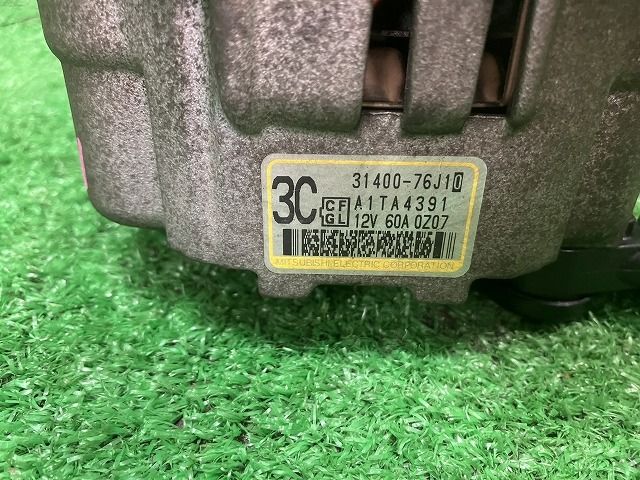 3C
31400-76J10
CF
GL
A1TA4391
12V 60A 0Z07
MITSUBISHI ELECTRIC CORPORATION